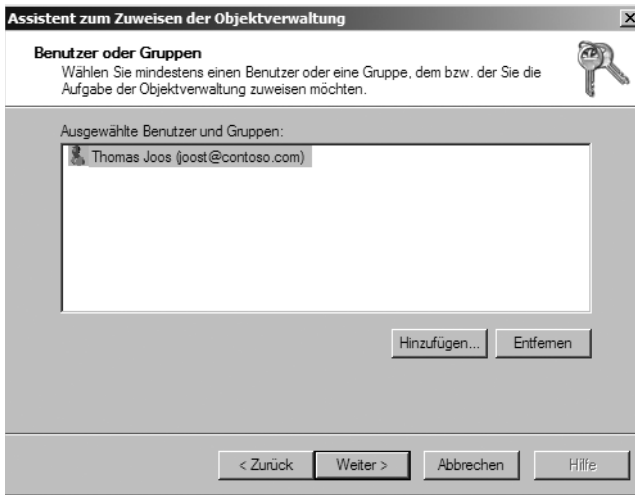 Assistent zum Zuweisen der Objektverwaltung
Benutzer oder Gruppen
Wählen Sie mindestens einen Benutzer oder eine Gruppe, dem bzw. der Sie die
Aufgabe der Objektverwaltung zuweisen möchten.
Ausgewählte Benutzer und Gruppen:
Thomas Joos (joost@contoso.com)
Hinzufügen... Entfernen
< Zurück Weiter > Abbrechen Hilfe